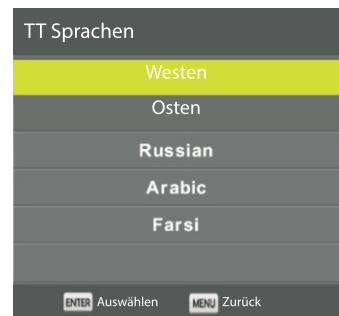 TT Sprachen
Westen
Osten
Russian
Arabic
Farsi
ENTER Auswählen MENU Zurück